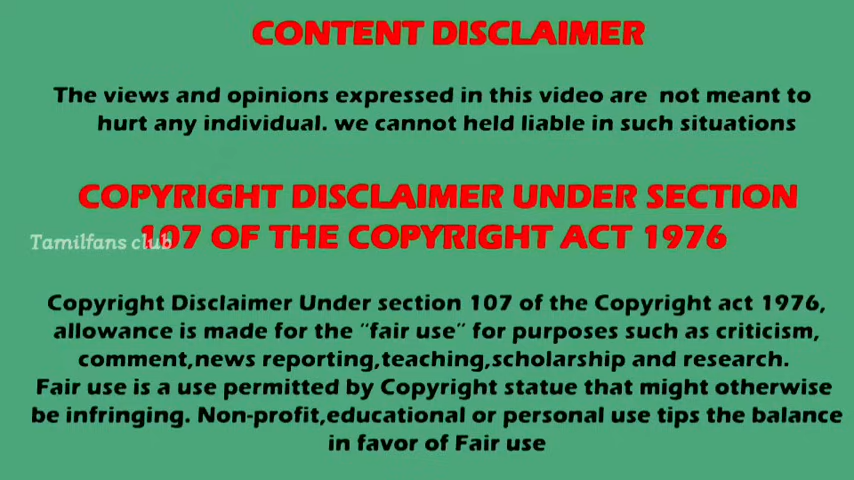 CONTENT DISCLAIMER
The views and opinions expressed in this video are not meant to
hurt any individual. we cannot held liable in such situations
COPYRIGHT DISCLAIMER UNDER SECTION
107 OF THE COPYRIGHT ACT 1976
Tamilfans club
Copyright Disclaimer Under section 107 of the Copyright act 1976,
allowance is made for the "fair use" for purposes such as criticism,
comment,news reporting,teaching,scholarship and research.
Fair use is a use permitted by Copyright statue that might otherwise
be infringing. Non-profit,educational or personal use tips the balance
in favor of Fair use